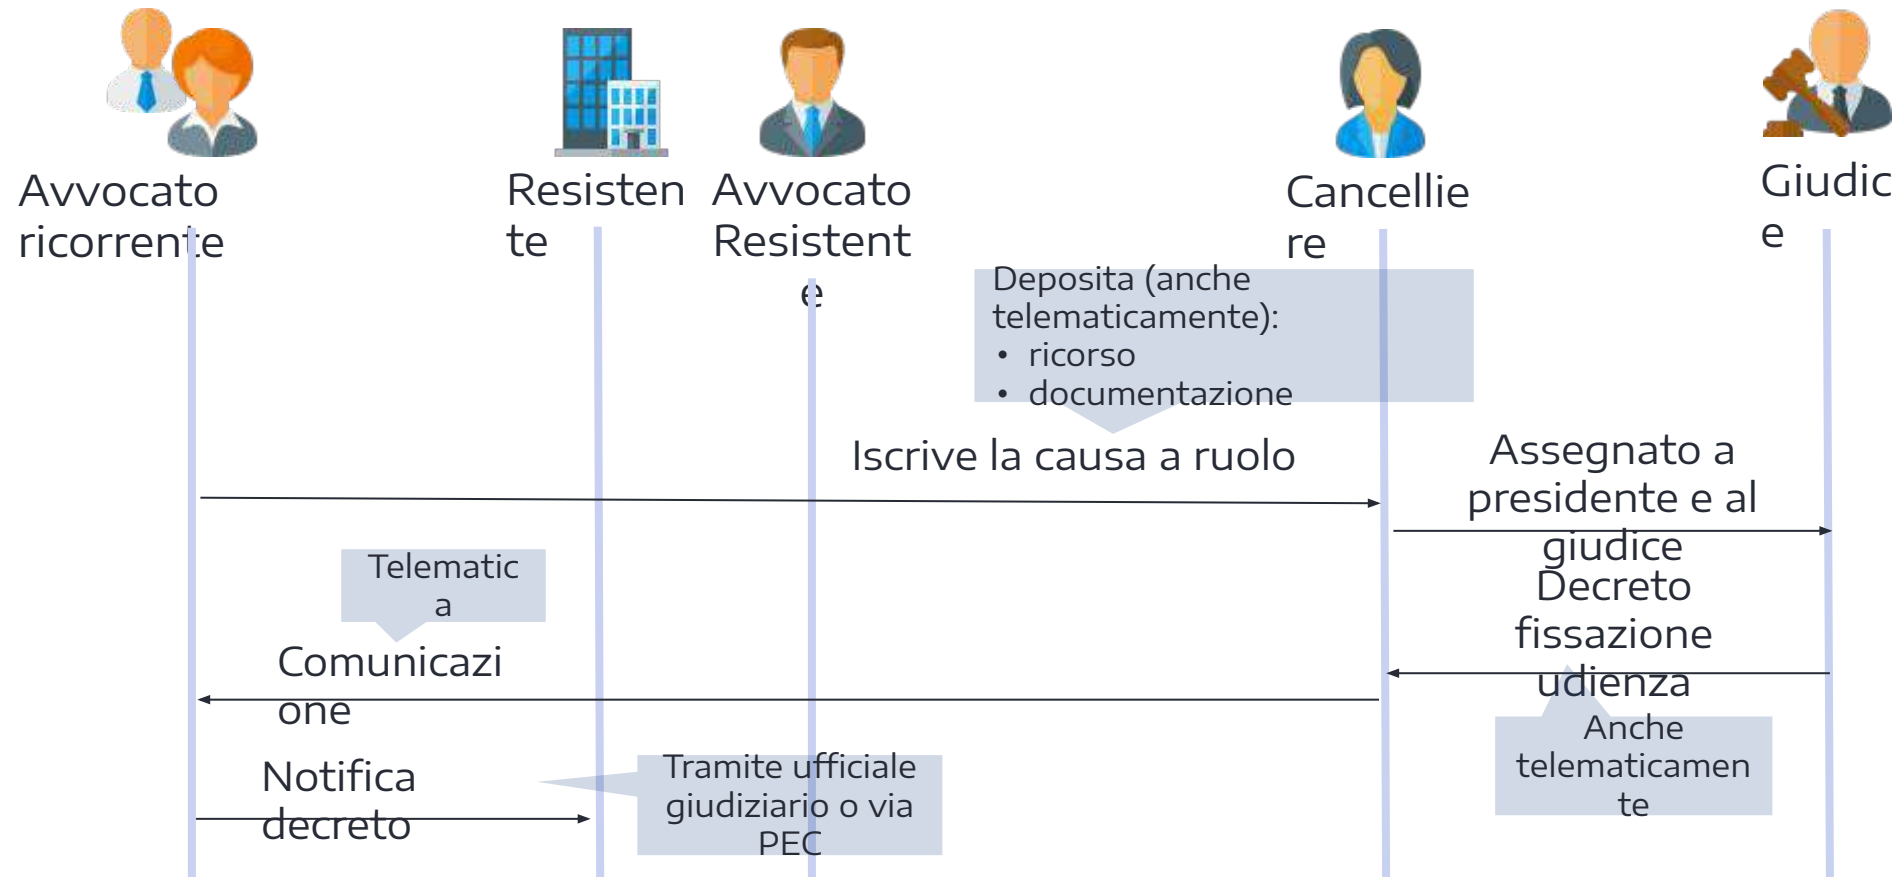 Avvocato
ricorrente
Resisten
te
Avvocato
Resistent
e
Cancellie
re
Giudic
e
Deposita (anche
telematicamente):
• ricorso
• documentazione
Iscrive la causa a ruolo
Assegnato a
presidente e al
giudice
Telematic
a
Decreto
fissazione
udienza
Comunicazi
one
Anche
telematicamen
te
Notifica
decreto
Tramite ufficiale
giudiziario o via
PEC